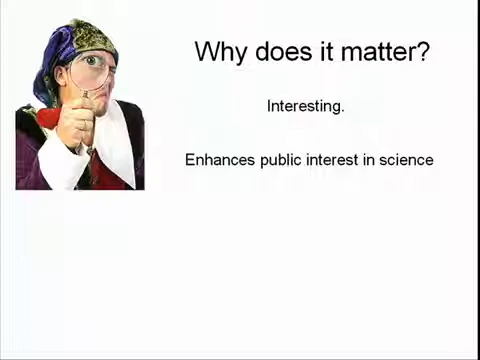 Why does it matter?
Interesting.
Enhances public interest in science